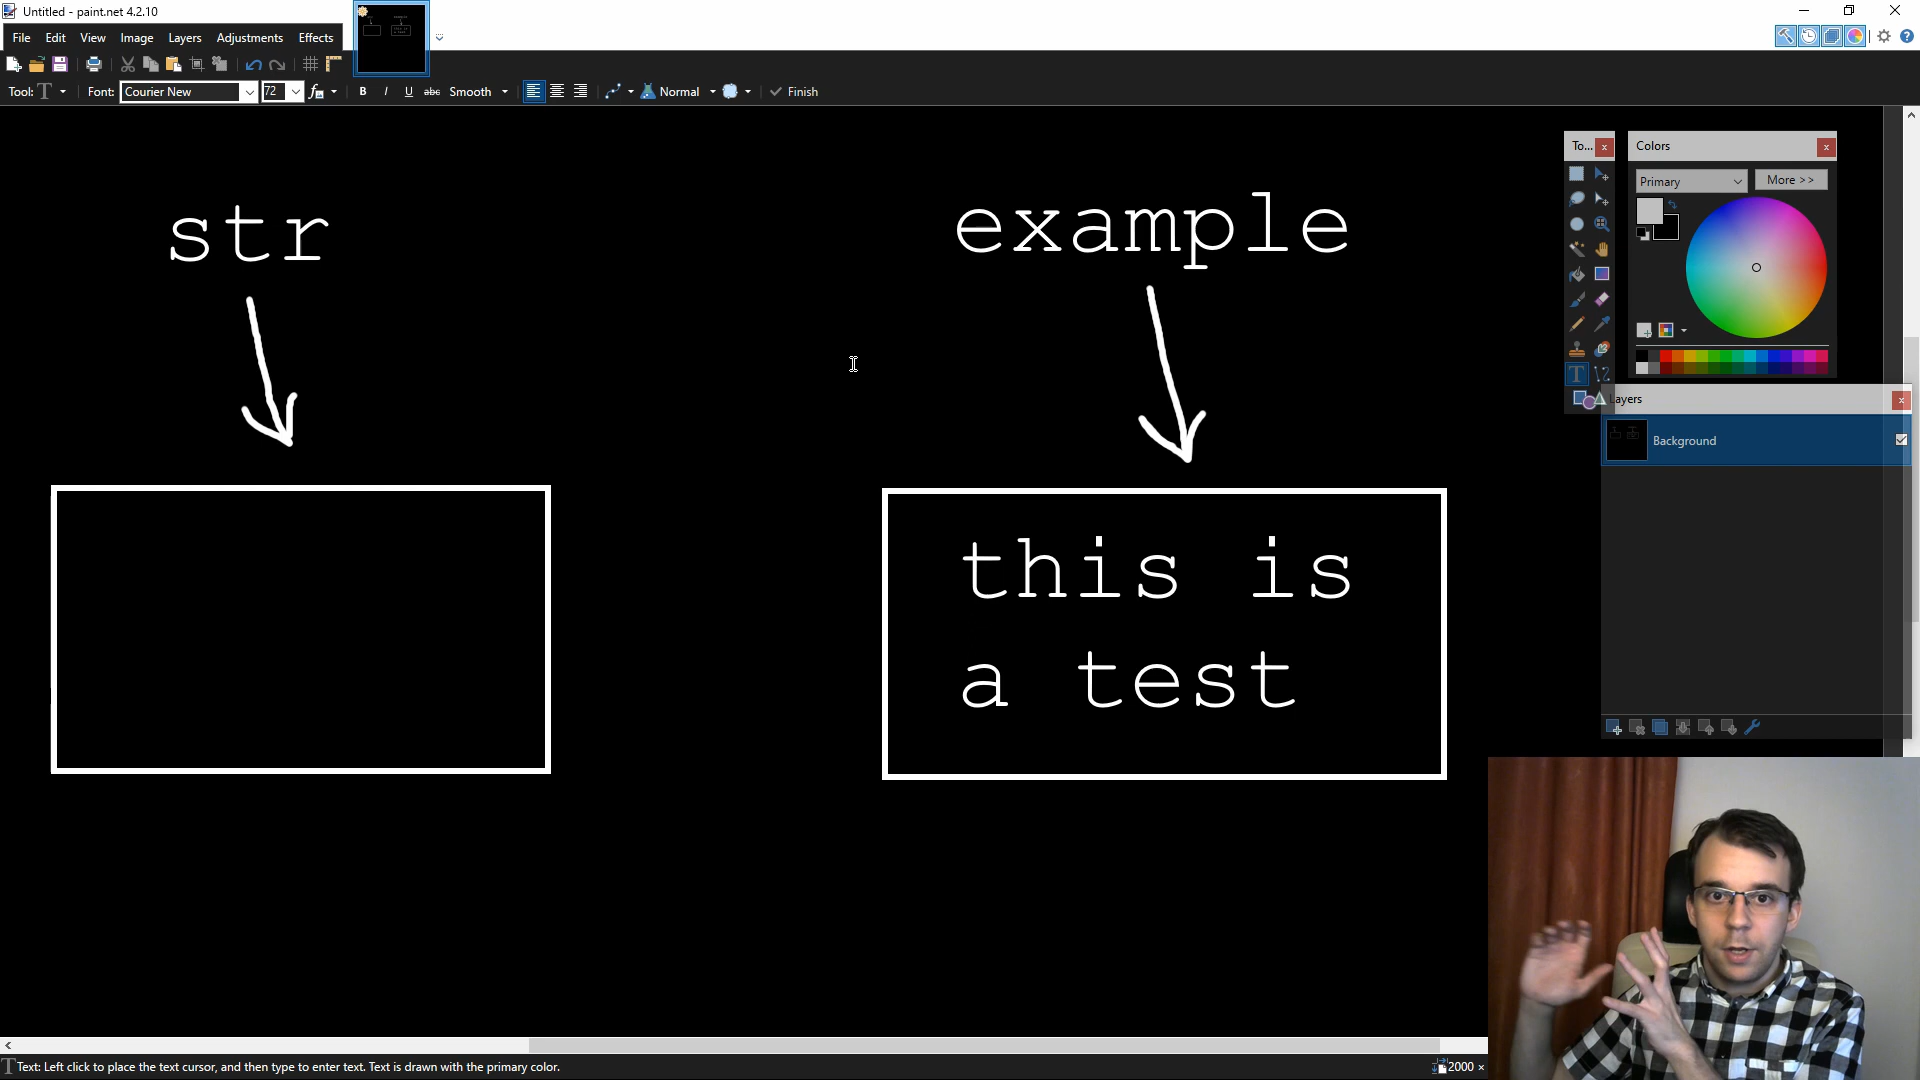 Untitled - paint.net 4.2.10
File Edit View Image Layers Adjustments Effects
Tool: T Font: Courier New 72 fx B I U abc Smooth Normal Finish
str
example
this is
a test
To...
Colors
Primary
More >>
Layers
Background
Text: Left click to place the text cursor, and then type to enter text. Text is drawn with the primary color.
2000 ×